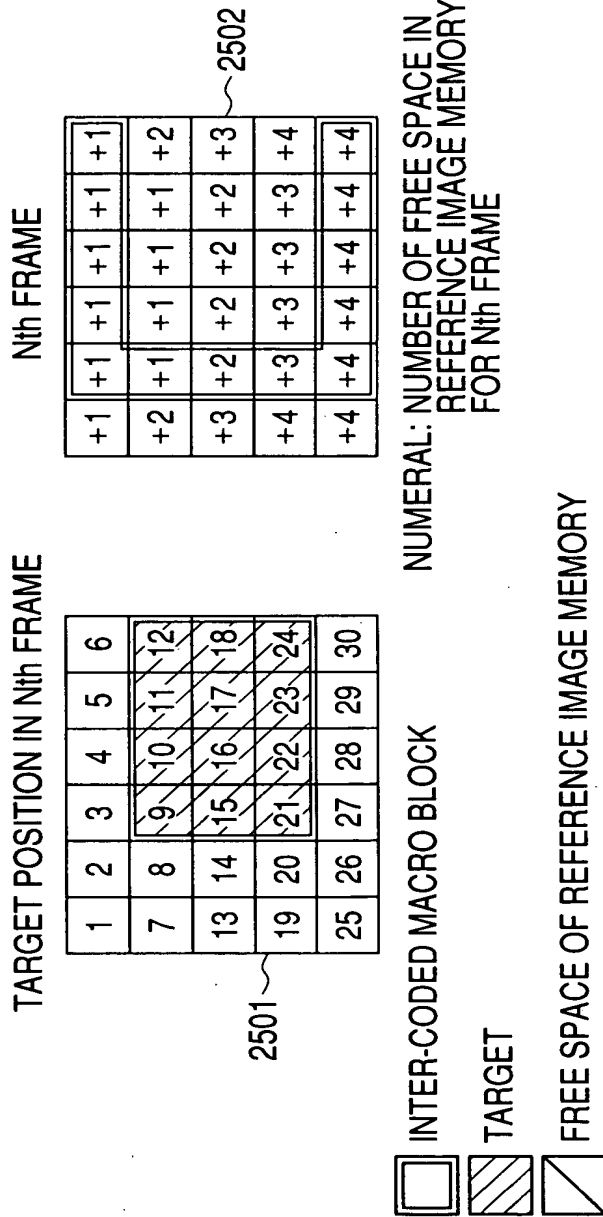 TARGET POSITION IN Nth FRAME
1 2 3 4 5 6
7 8 9 10 11 12
13 14 15 16 17 18
19 20 21 22 23 24
25 26 27 28 29 30
2501
Nth FRAME
+1 +1 +1 +1 +1 +1
+2 +1 +1 +1 +1 +2
+3 +2 +2 +2 +2 +3
+4 +3 +3 +3 +3 +4
+4 +4 +4 +4 +4 +4
2502
NUMERAL: NUMBER OF FREE SPACE IN
REFERENCE IMAGE MEMORY
FOR Nth FRAME
INTER-CODED MACRO BLOCK
TARGET
FREE SPACE OF REFERENCE IMAGE MEMORY